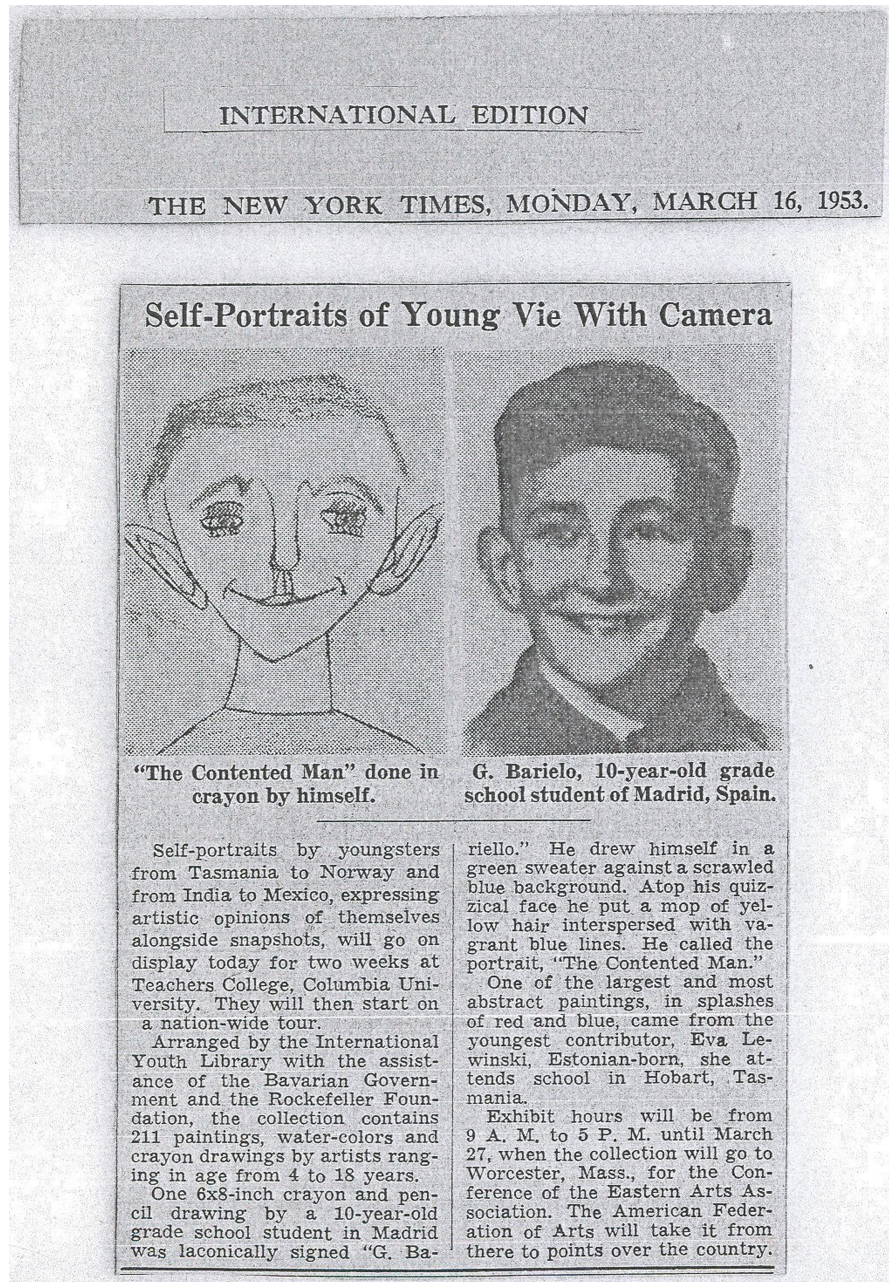 INTERNATIONAL EDITION
THE NEW YORK TIMES, MONDAY, MARCH 16, 1953.
Self-Portraits of Young Vie With Camera
"The Contented Man" done in
crayon by himself.
G. Barielo, 10-year-old grade
school student of Madrid, Spain.
Self-portraits by youngsters
from Tasmania to Norway and
from India to Mexico, expressing
artistic opinions of themselves
alongside snapshots, will go on
display today for two weeks at
Teachers College, Columbia Uni-
versity. They will then start on
a nation-wide tour.
Arranged by the International
Youth Library with the assist-
ance of the Bavarian Govern-
ment and the Rockefeller Foun-
dation, the collection contains
211 paintings, water-colors and
crayon drawings by artists rang-
ing in age from 4 to 18 years.
One 6x8-inch crayon and pen-
cil drawing by a 10-year-old
grade school student in Madrid
was laconically signed "G. Ba-
riello." He drew himself in a
green sweater against a scrawled
blue background. Atop his quiz-
zical face he put a mop of yel-
low hair interspersed with va-
grant blue lines. He called the
portrait, "The Contented Man."
One of the largest and most
abstract paintings, in splashes
of red and blue, came from the
youngest contributor, Eva Le-
winski, Estonian-born, she at-
tends school in Hobart, Tas-
mania.
Exhibit hours will be from
9 A. M. to 5 P. M. until March
27, when the collection will go to
Worcester, Mass., for the Con-
ference of the Eastern Arts As-
sociation. The American Feder-
ation of Arts will take it from
there to points over the country.